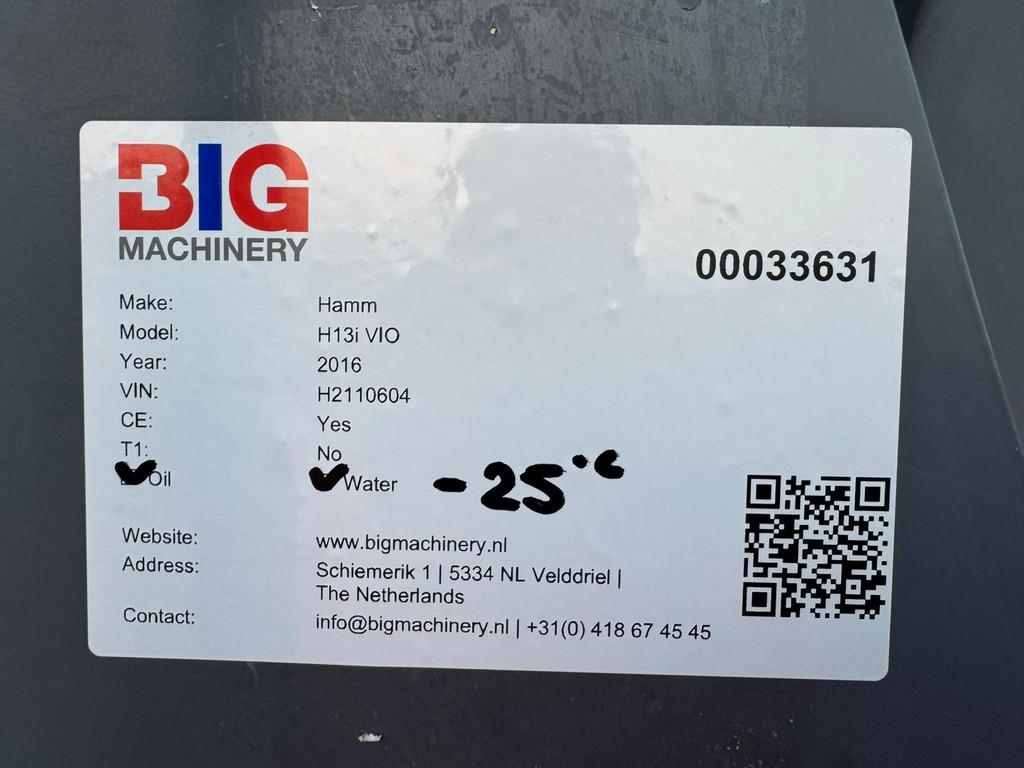 BIG
MACHINERY
00033631
Make: Hamm
Model: H13i VIO
Year: 2016
VIN: H2110604
CE: Yes
T1: No
Oil Water -25°C
Website: www.bigmachinery.nl
Address: Schiemerik 1 | 5334 NL Velddriel |
The Netherlands
Contact: info@bigmachinery.nl | +31(0) 418 67 45 45